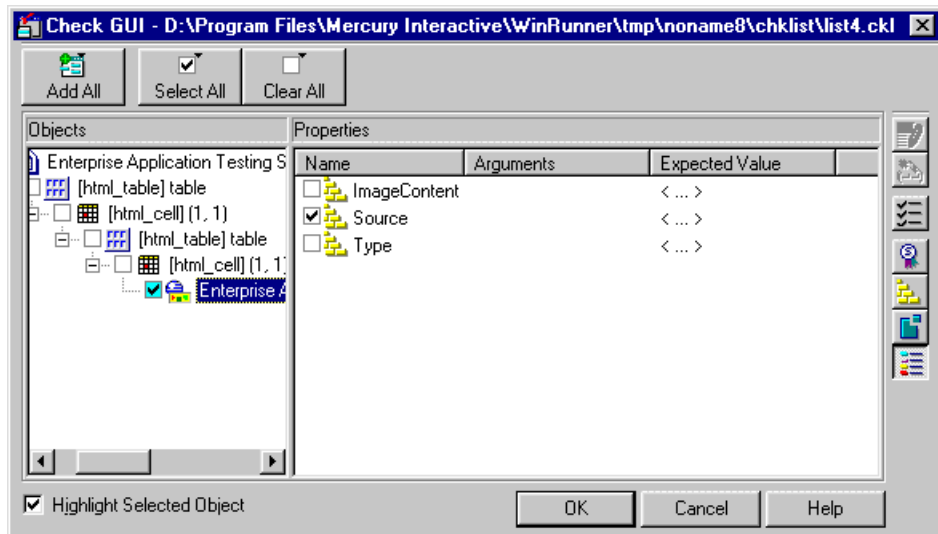 Check GUI - D:\Program Files\Mercury Interactive\WinRunner\tmp\noname8\chklist\list4.ckl
Add All
Select All
Clear All
Objects
Properties
Enterprise Application Testing S
[html_table] table
[html_cell] (1, 1)
[html_table] table
[html_cell] (1, 1)
Enterprise A
Name Arguments Expected Value
ImageContent < ... >
Source < ... >
Type < ... >
Highlight Selected Object
OK
Cancel
Help